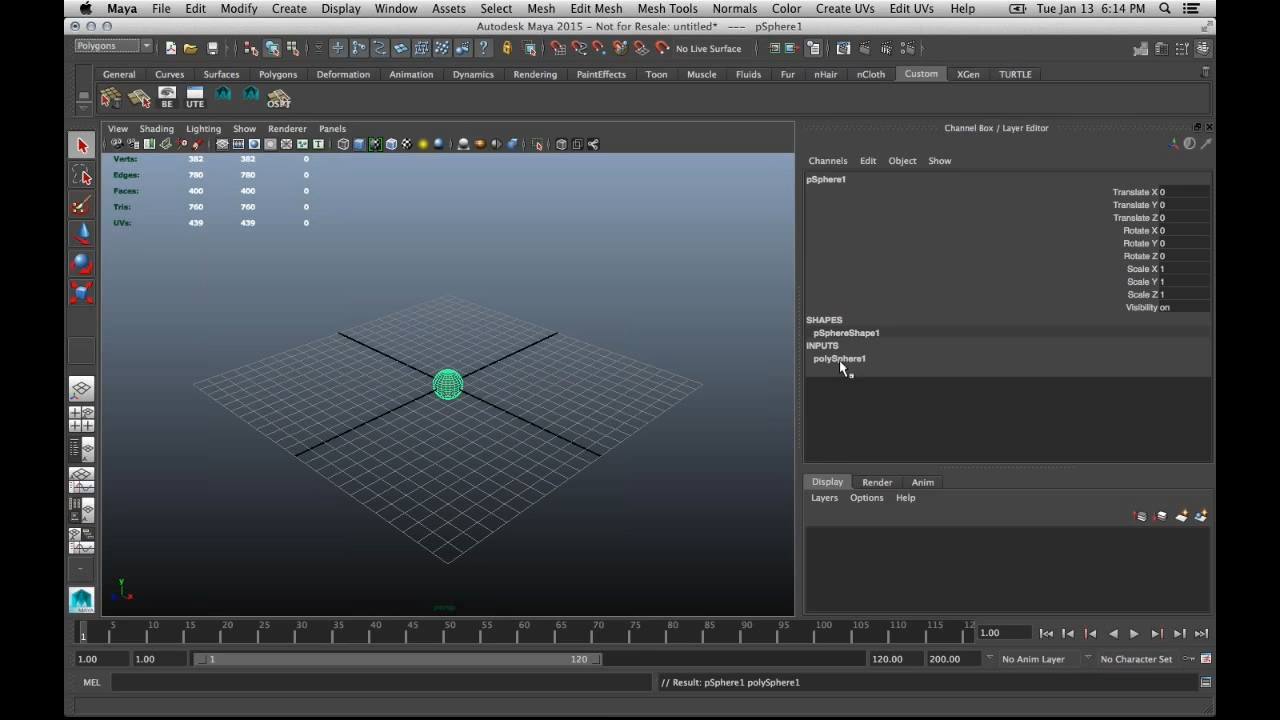 Maya File Edit Modify Create Display Window Assets Select Mesh Edit Mesh Mesh Tools Normals Color Create UVs Edit UVs Help Tue Jan 13 6:14 PM
Autodesk Maya 2015 - Not for Resale: untitled* --- pSphere1
Polygons No Live Surface
General Curves Surfaces Polygons Deformation Animation Dynamics Rendering PaintEffects Toon Muscle Fluids Fur nHair nCloth Custom XGen TURTLE
BE UTE OSPT
View Shading Lighting Show Renderer Panels
Channel Box / Layer Editor
Channels Edit Object Show
Verts: 382 382 0
Edges: 780 780 0
Faces: 400 400 0
Tris: 760 760 0
UVs: 439 439 0
pSphere1
Translate X 0
Translate Y 0
Translate Z 0
Rotate X 0
Rotate Y 0
Rotate Z 0
Scale X 1
Scale Y 1
Scale Z 1
Visibility on
SHAPES
pSphereShape1
INPUTS
polySphere1
Display Render Anim
Layers Options Help
y
x
persp
MAYA
1 5 10 15 20 25 30 35 40 45 50 55 60 65 70 75 80 85 90 95 100 105 110 115 12 1.00
1.00 1.00 1 120 120.00 200.00 No Anim Layer No Character Set
MEL // Result: pSphere1 polySphere1